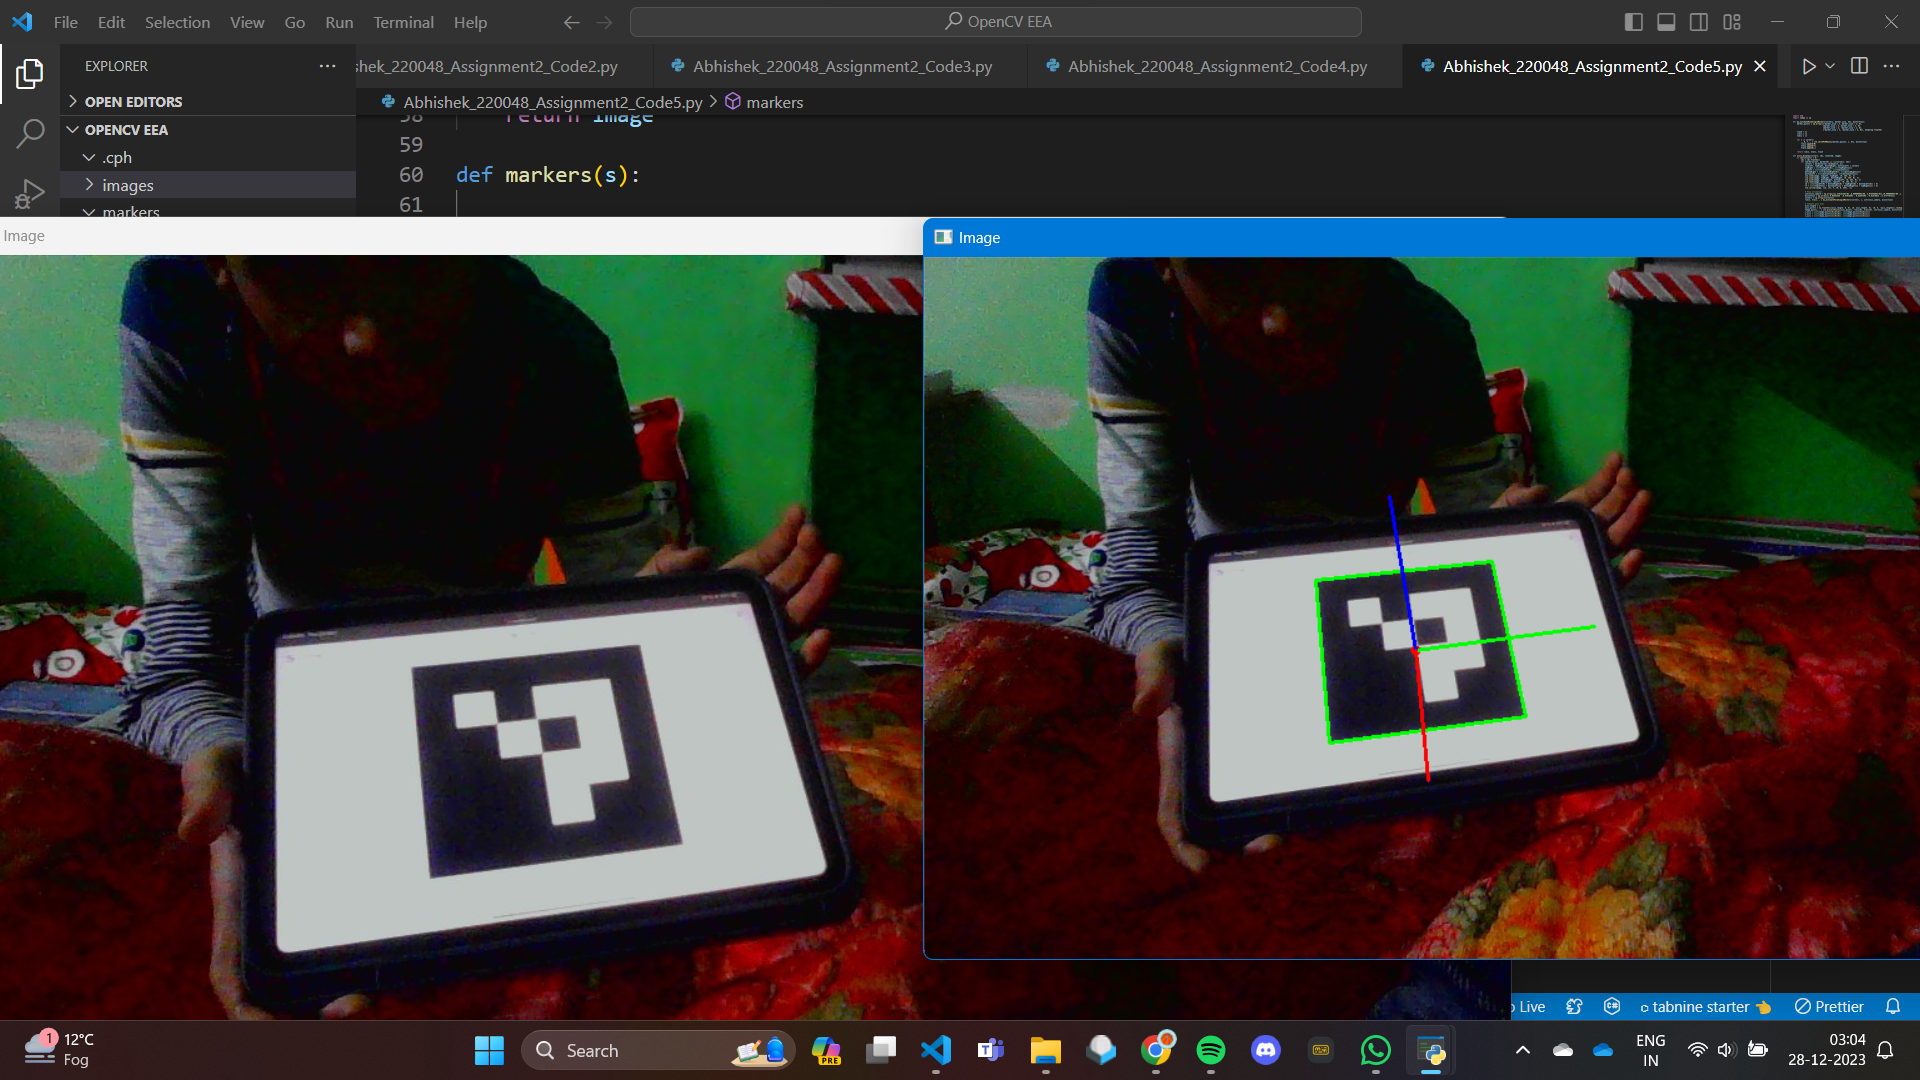 File Edit Selection View Go Run Terminal Help
OpenCV EEA
EXPLORER
shek_220048_Assignment2_Code2.py Abhishek_220048_Assignment2_Code3.py Abhishek_220048_Assignment2_Code4.py Abhishek_220048_Assignment2_Code5.py
OPEN EDITORS
Abhishek_220048_Assignment2_Code5.py > markers
OPENCV EEA
.cph
images
markers
58 return image
59
60 def markers(s):
61
Image
Image
Live
tabnine starter
Prettier
1
12°C
Fog
Search
PRE
ENG
IN
03:04
28-12-2023